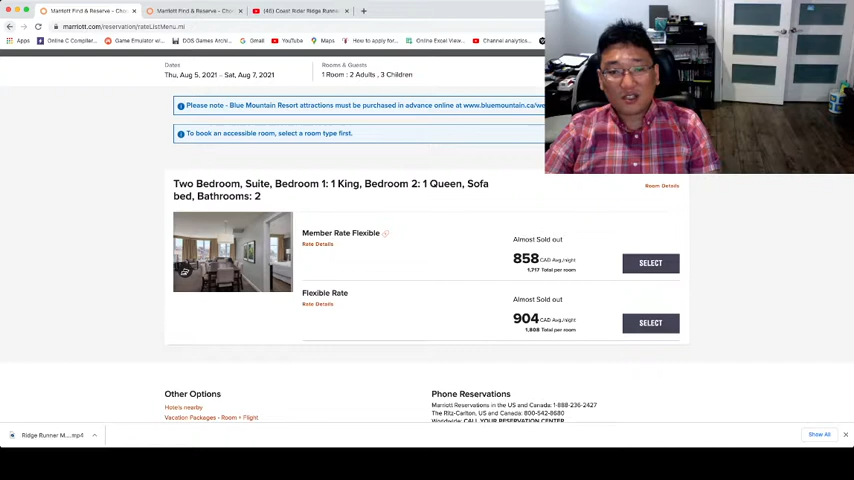 Marriott Find & Reserve - Cho
Marriott Find & Reserve - Cho
(46) Coast Rider Ridge Runne
marriott.com/reservation/rateListMenu.mi
Apps
Online C Compiler...
Game Emulator w...
DOS Games Archi...
Gmail
YouTube
Maps
How to apply for...
Online Excel View...
Channel analytics...
Dates
Thu, Aug 5, 2021 – Sat, Aug 7, 2021
Rooms & Guests
1 Room : 2 Adults , 3 Children
Please note - Blue Mountain Resort attractions must be purchased in advance online at www.bluemountain.ca/we
To book an accessible room, select a room type first.
Two Bedroom, Suite, Bedroom 1: 1 King, Bedroom 2: 1 Queen, Sofa
bed, Bathrooms: 2
Room Details
Member Rate Flexible
Rate Details
Almost Sold out
858 CAD Avg./night
1,717 Total per room
SELECT
Flexible Rate
Rate Details
Almost Sold out
904 CAD Avg./night
1,808 Total per room
SELECT
Other Options
Hotels nearby
Vacation Packages - Room + Flight
Phone Reservations
Marriott Reservations in the US and Canada: 1-888-236-2427
The Ritz-Carlton, US and Canada: 800-542-8680
Worldwide: CALL YOUR RESERVATION CENTER
Ridge Runner M....mp4
Show All